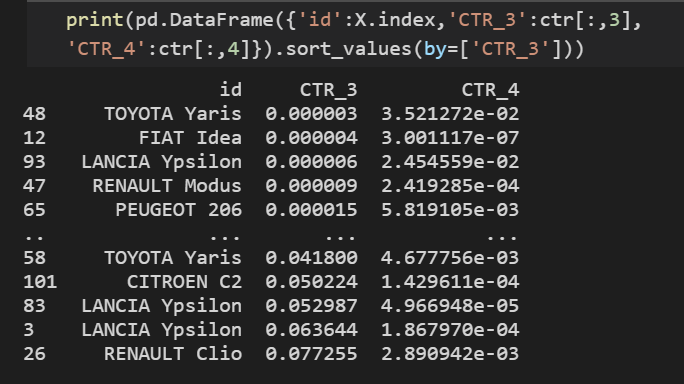 print(pd.DataFrame({'id':X.index,'CTR_3':ctr[:,3],
'CTR_4':ctr[:,4]}).sort_values(by=['CTR_3']))
id CTR_3 CTR_4
48 TOYOTA Yaris 0.000003 3.521272e-02
12 FIAT Idea 0.000004 3.001117e-07
93 LANCIA Ypsilon 0.000006 2.454559e-02
47 RENAULT Modus 0.000009 2.419285e-04
65 PEUGEOT 206 0.000015 5.819105e-03
.. ... ... ...
58 TOYOTA Yaris 0.041800 4.677756e-03
101 CITROEN C2 0.050224 1.429611e-04
83 LANCIA Ypsilon 0.052987 4.966948e-05
3 LANCIA Ypsilon 0.063644 1.867970e-04
26 RENAULT Clio 0.077255 2.890942e-03